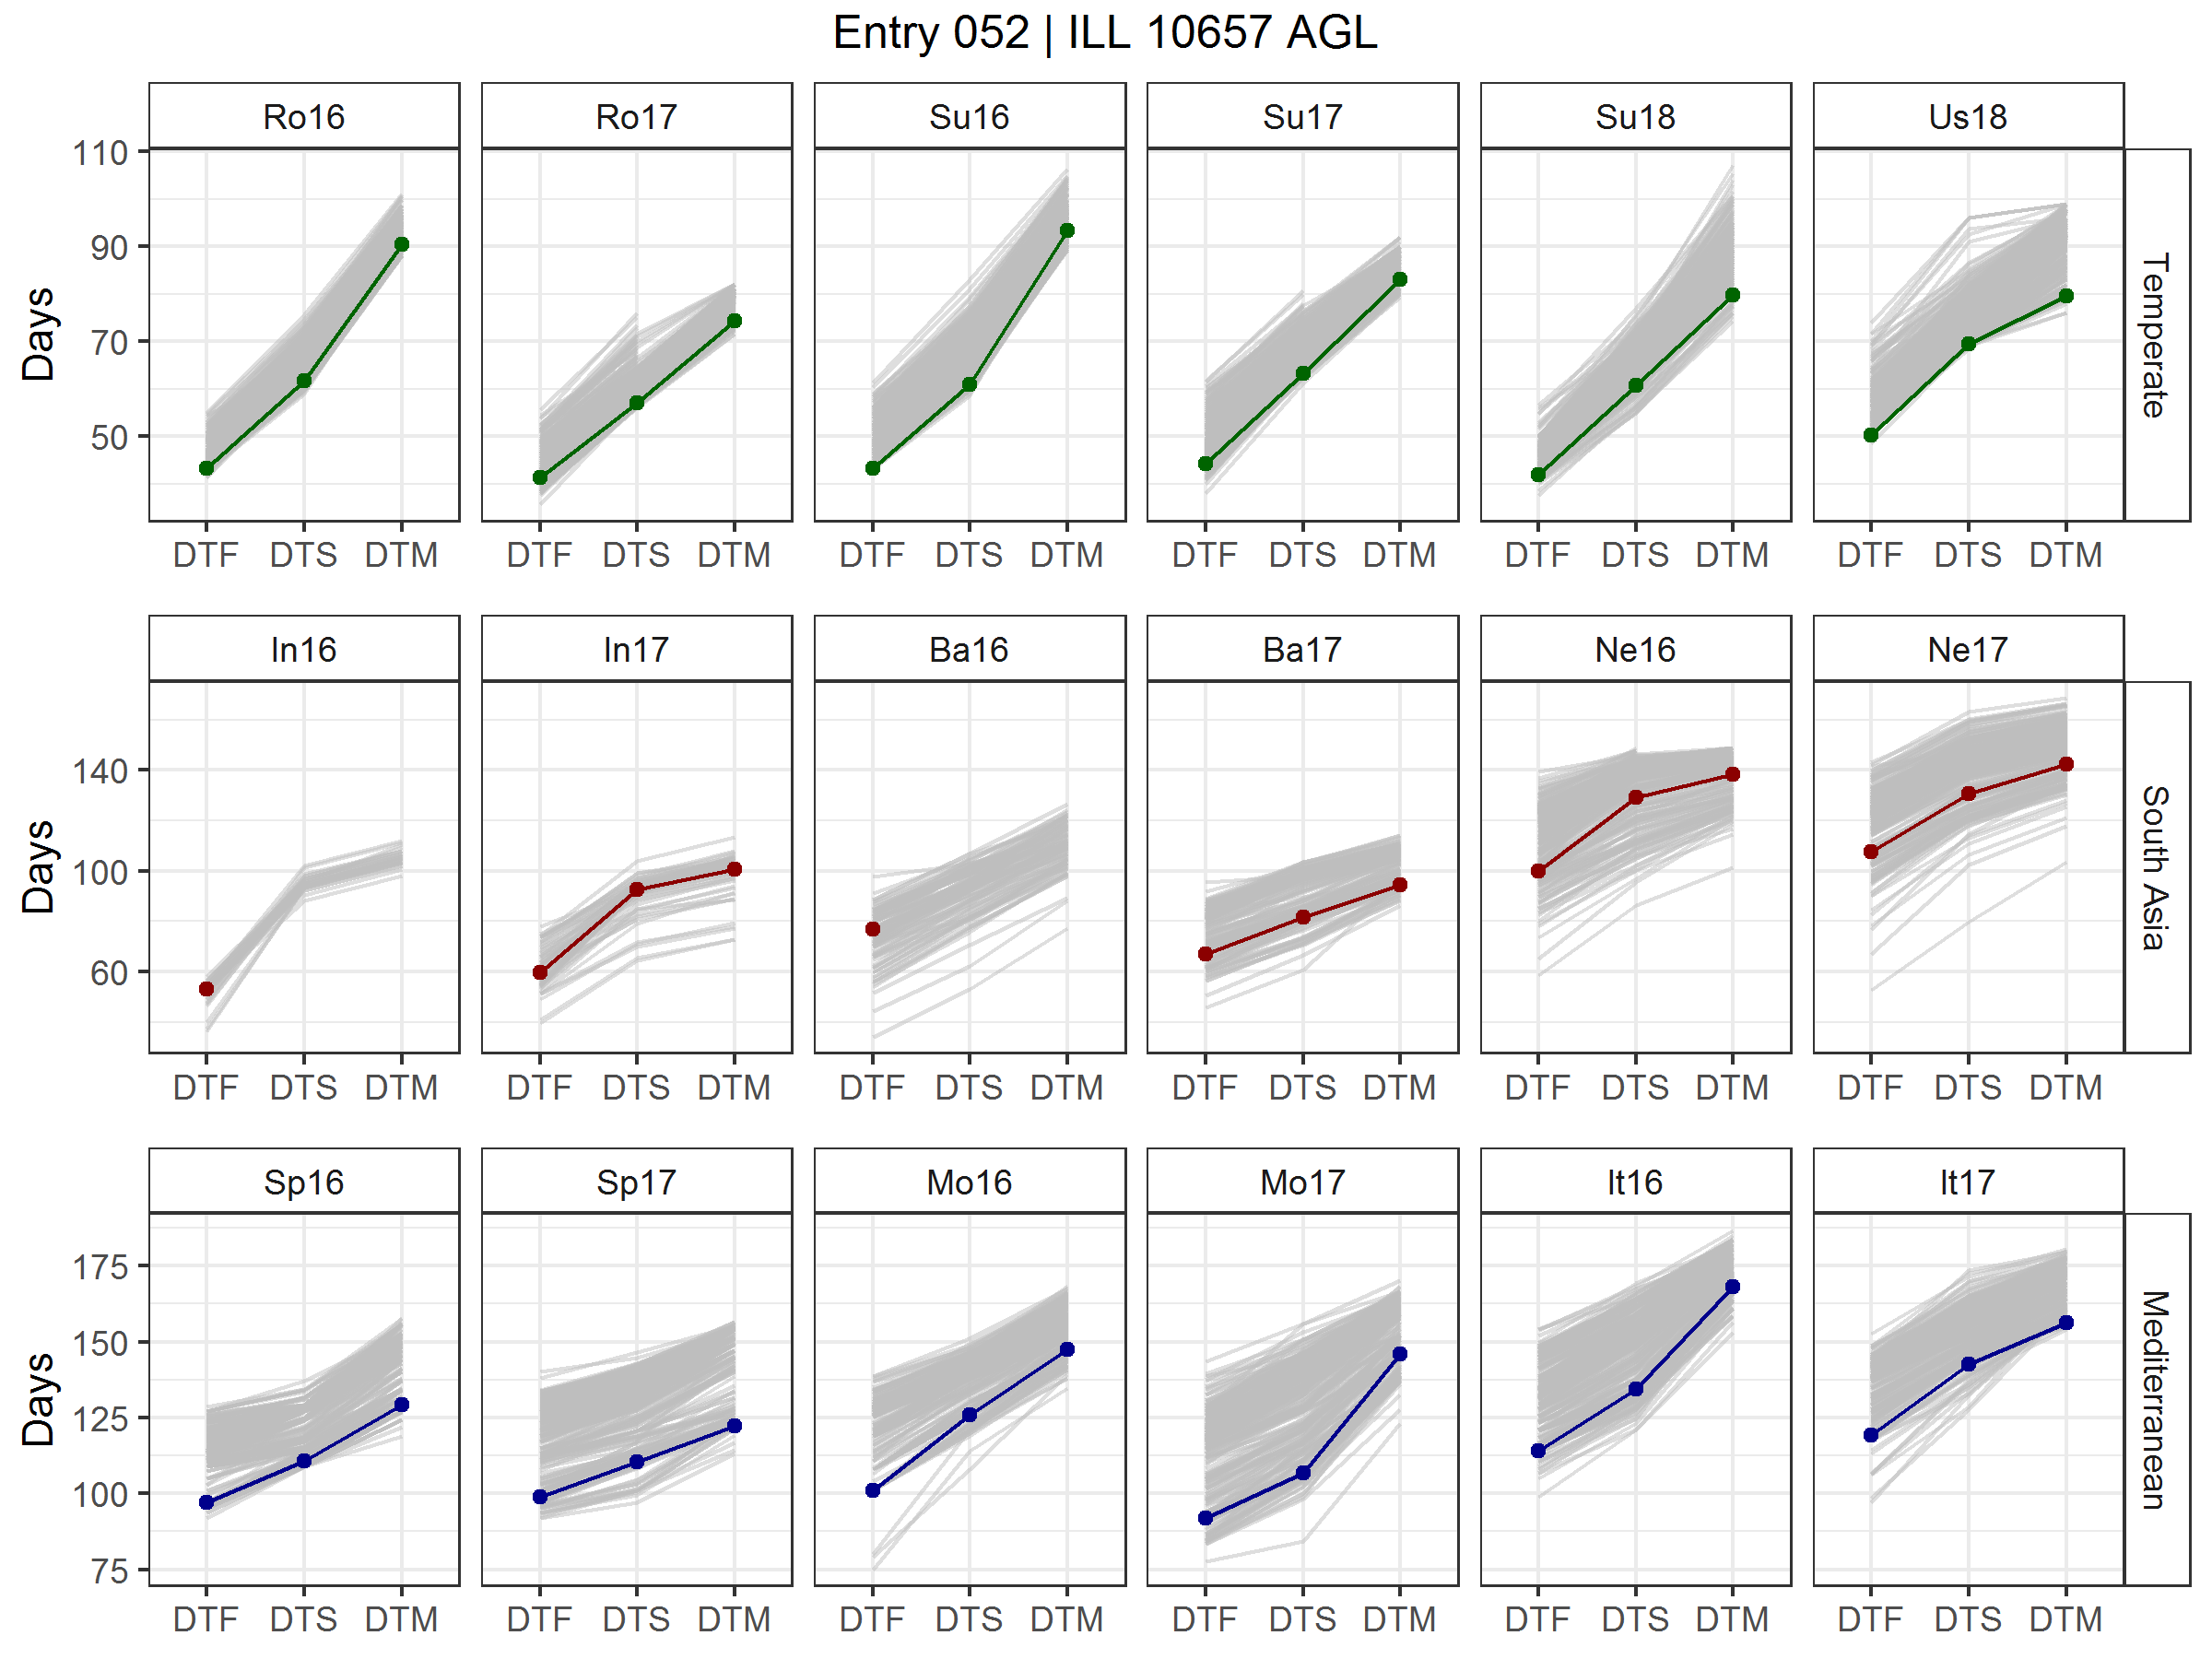 Entry 052 | ILL 10657 AGL
Ro16 Ro17 Su16 Su17 Su18 Us18
110
90
70
50
Days
Temperate
DTF DTS DTM DTF DTS DTM DTF DTS DTM DTF DTS DTM DTF DTS DTM DTF DTS DTM
In16 In17 Ba16 Ba17 Ne16 Ne17
140
100
60
Days
South Asia
DTF DTS DTM DTF DTS DTM DTF DTS DTM DTF DTS DTM DTF DTS DTM DTF DTS DTM
Sp16 Sp17 Mo16 Mo17 It16 It17
175
150
125
100
75
Days
Mediterranean
DTF DTS DTM DTF DTS DTM DTF DTS DTM DTF DTS DTM DTF DTS DTM DTF DTS DTM